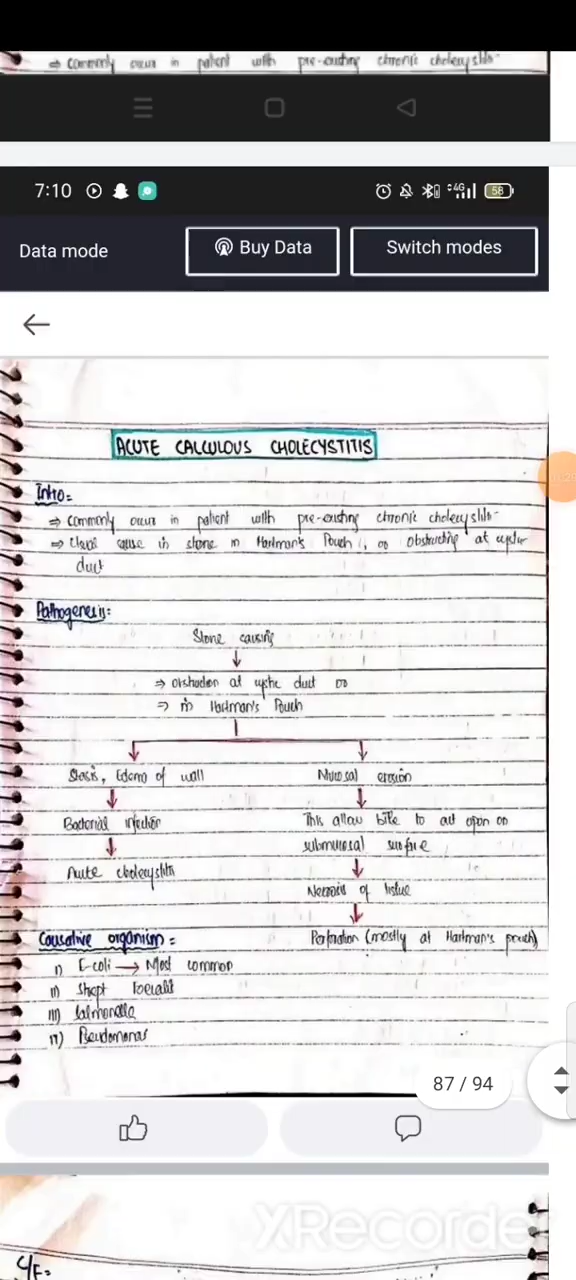 ⇒ commonly occur in patient with pre-existing chronic cholecystitis-
7:10
4G
58
Data mode
Buy Data
Switch modes
ACUTE CALCULOUS CHOLECYSTITIS
Intro=
⇒ commonly occur in patient with pre-existing chronic cholecystitis-
⇒ cause is stone in Hartman's Pouch, or obstructing at cystic
duct
Pathogenesis:
Stone causing
⇒ obstruction at cystic duct or
⇒ in Hartman's Pouch
Stasis, Edema of wall
Mucosal erosion
Bacterial infection
This allow bile to act upon on
submucosal surface
Acute cholecystitis
Necrosis of tissue
Perforation (mostly at Hartman's pouch)
Causative organism =
i) E-coli → Most common
ii) Strept
iii) Salmonella
iv) Pseudomonas
87 / 94
XRecorde
C/F=